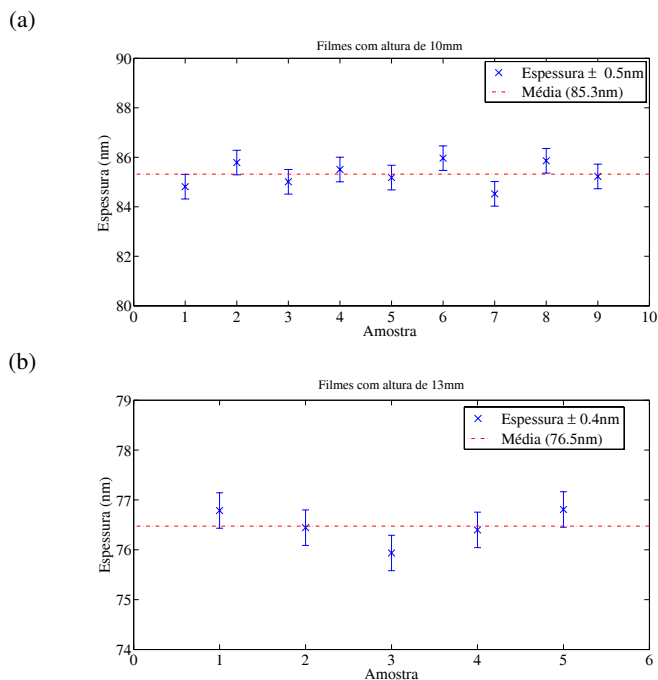 (a)
Filmes com altura de 10mm
Espessura ± 0.5nm
Média (85.3nm)
Espessura (nm)
90
88
86
84
82
80
0 1 2 3 4 5 6 7 8 9 10
Amostra
(b)
Filmes com altura de 13mm
Espessura ± 0.4nm
Média (76.5nm)
Espessura (nm)
79
78
77
76
75
74
0 1 2 3 4 5 6
Amostra